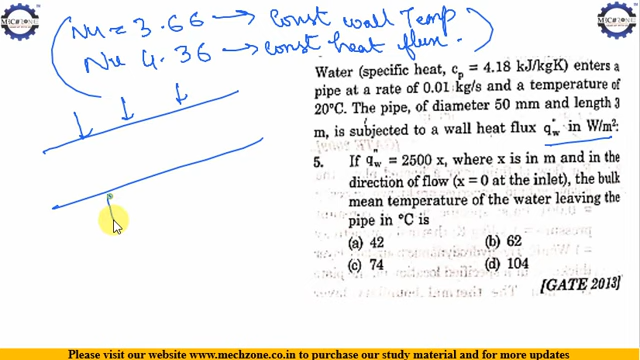 Nu = 3.66 → Const wall Temp
Nu 4.36 → const heat flux.
Water (specific heat, cp = 4.18 kJ/kgK) enters a
pipe at a rate of 0.01 kg/s and a temperature of
20°C. The pipe, of diameter 50 mm and length 3
m, is subjected to a wall heat flux q"w in W/m²:
5. If q"w = 2500 x, where x is in m and in the
direction of flow (x = 0 at the inlet), the bulk
mean temperature of the water leaving the
pipe in °C is
(a) 42 (b) 62
(c) 74 (d) 104
[GATE 2013]
Please visit our website www.mechzone.co.in to purchase our study material and for more updates